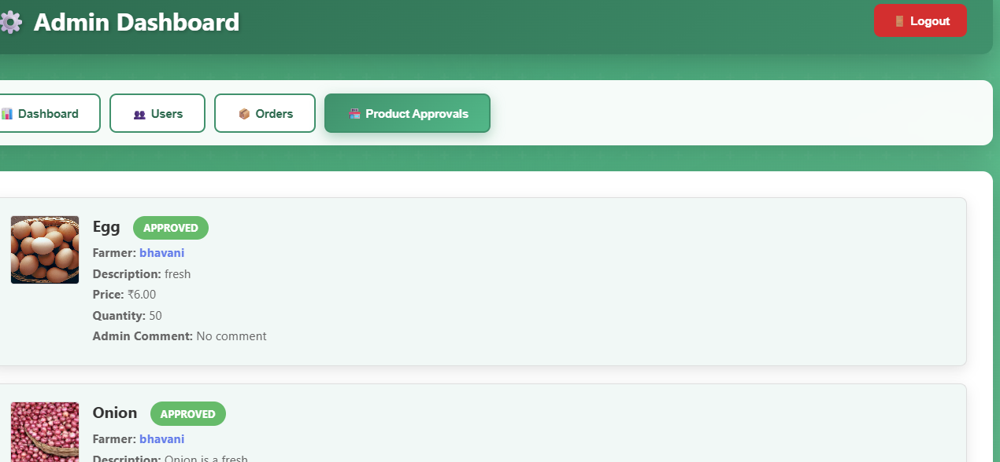 Admin Dashboard
Logout
Dashboard
Users
Orders
Product Approvals
Egg APPROVED
Farmer: bhavani
Description: fresh
Price: ₹6.00
Quantity: 50
Admin Comment: No comment
Onion APPROVED
Farmer: bhavani
Description: Onion is a fresh